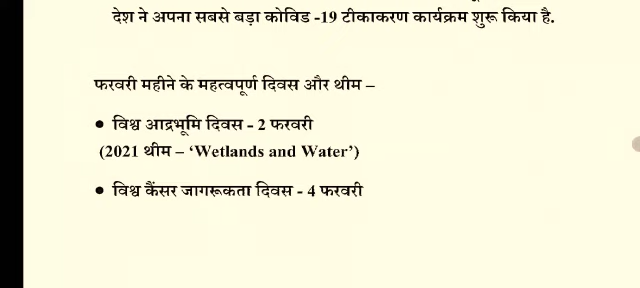 देश ने अपना सबसे बड़ा कोविड -19 टीकाकरण कार्यक्रम शुरू किया है.
फरवरी महीने के महत्वपूर्ण दिवस और थीम –
● विश्व आद्रभूमि दिवस - 2 फरवरी
(2021 थीम – ‘Wetlands and Water’)
● विश्व कैंसर जागरूकता दिवस - 4 फरवरी